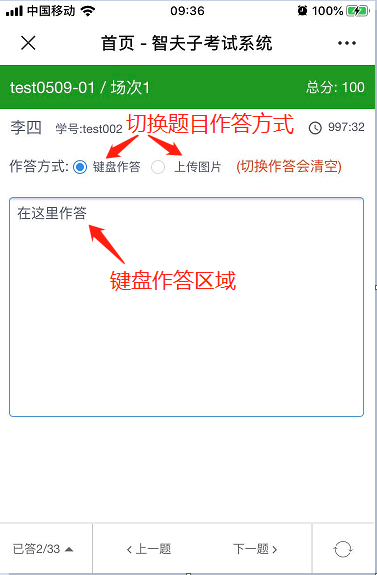 中国移动 09:36 100%
首页 - 智夫子考试系统
test0509-01 / 场次1 总分: 100
李四 学号:test002 切换题目作答方式 997:32
作答方式: 键盘作答 上传图片 (切换作答会清空)
在这里作答
键盘作答区域
已答2/33 上一题 下一题